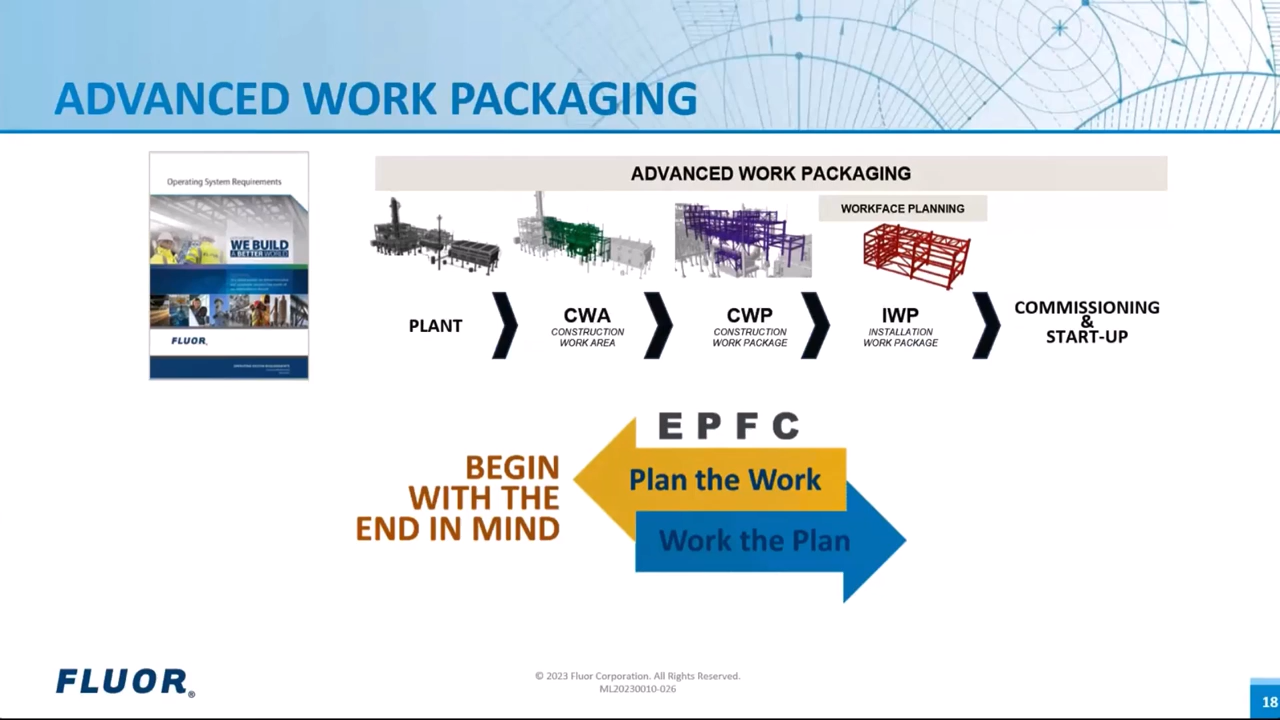 ADVANCED WORK PACKAGING
Operating System Requirements
WE BUILD
A BETTER WORLD
FLUOR
ADVANCED WORK PACKAGING
WORKFACE PLANNING
PLANT
CWA
CONSTRUCTION
WORK AREA
CWP
CONSTRUCTION
WORK PACKAGE
IWP
INSTALLATION
WORK PACKAGE
COMMISSIONING
&
START-UP
E P F C
BEGIN
WITH THE
END IN MIND
Plan the Work
Work the Plan
FLUOR®
© 2023 Fluor Corporation. All Rights Reserved.
ML20230010-026
18